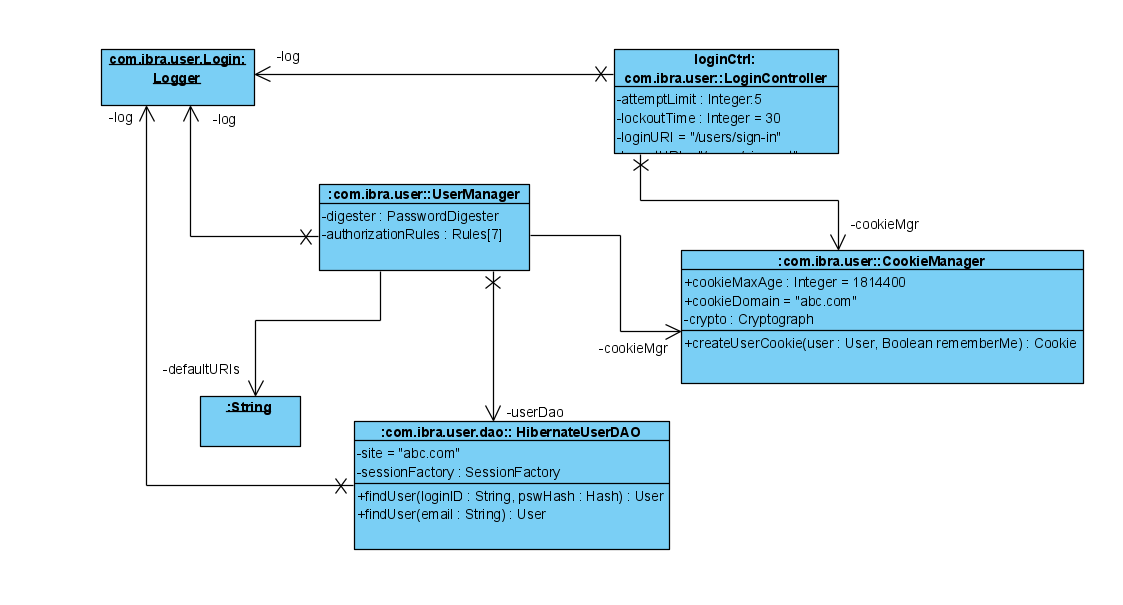 com.ibra.user.Login:
Logger
-log
loginCtrl:
com.ibra.user::LoginController
-attemptLimit : Integer:5
-lockoutTime : Integer = 30
-loginURI = "/users/sign-in"
-log
-log
:com.ibra.user::UserManager
-digester : PasswordDigester
-authorizationRules : Rules[7]
-cookieMgr
:com.ibra.user::CookieManager
+cookieMaxAge : Integer = 1814400
+cookieDomain = "abc.com"
-crypto : Cryptograph
+createUserCookie(user : User, Boolean rememberMe) : Cookie
-cookieMgr
-defaultURIs
:String
-userDao
:com.ibra.user.dao:: HibernateUserDAO
-site = "abc.com"
-sessionFactory : SessionFactory
+findUser(loginID : String, pswHash : Hash) : User
+findUser(email : String) : User